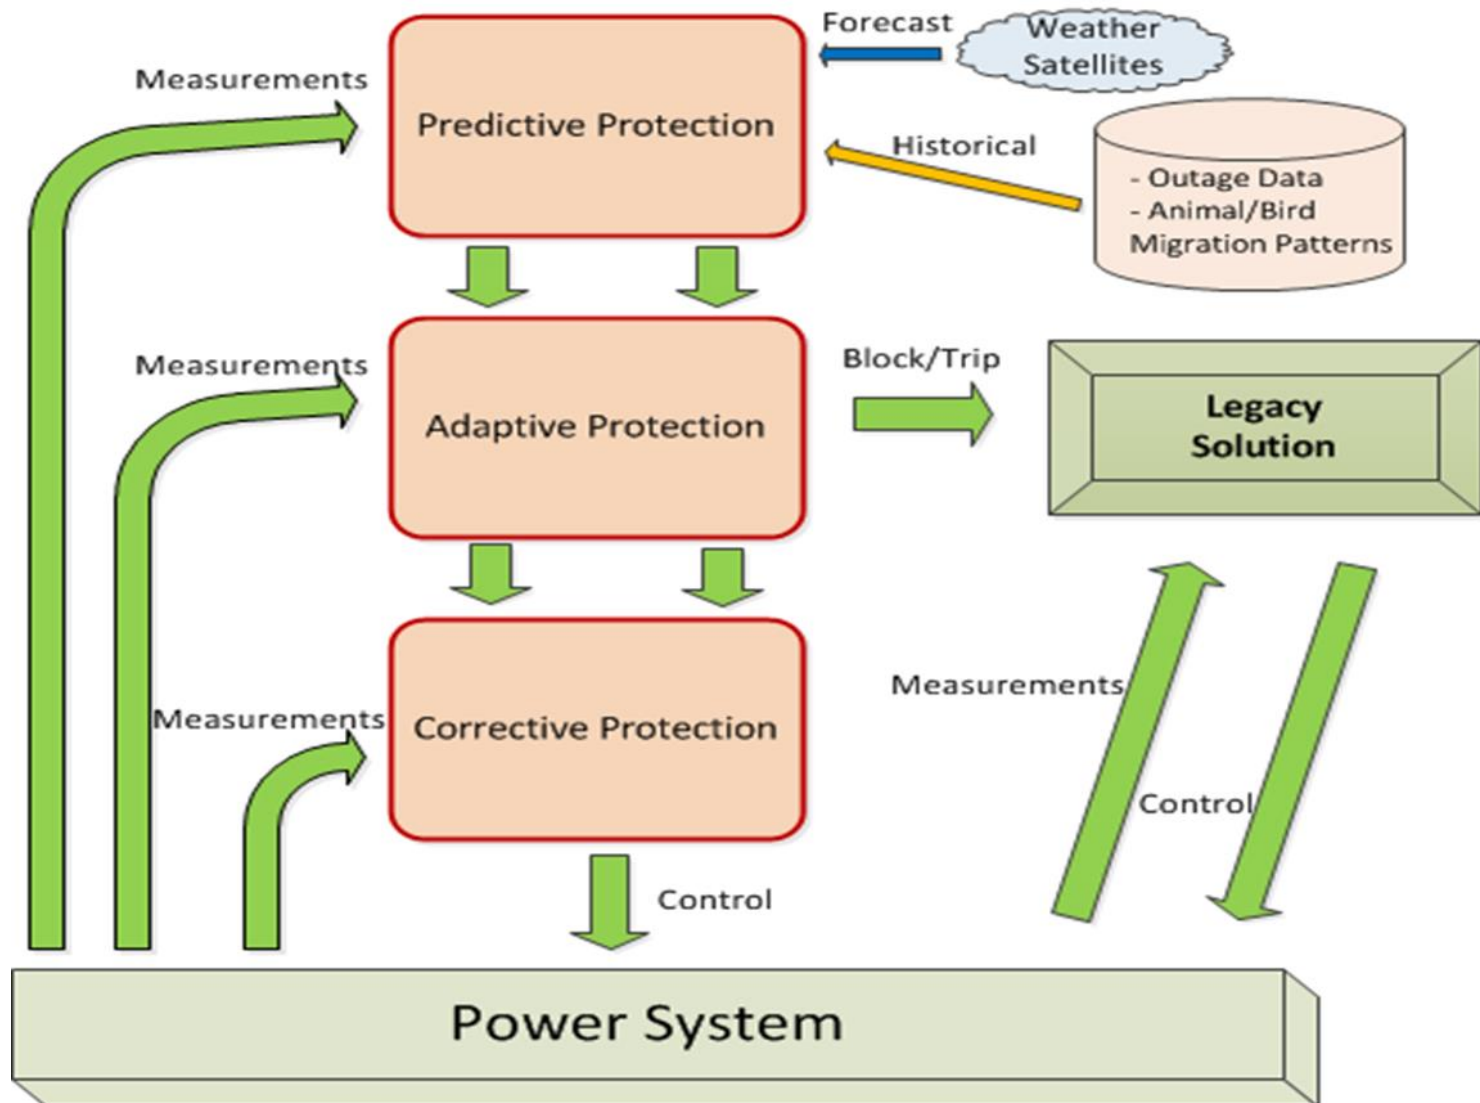 Forecast
Weather
Satellites
Measurements
Predictive Protection
Historical
- Outage Data
- Animal/Bird
Migration Patterns
Measurements
Block/Trip
Adaptive Protection
Legacy
Solution
Measurements
Corrective Protection
Measurements
Control
Control
Power System